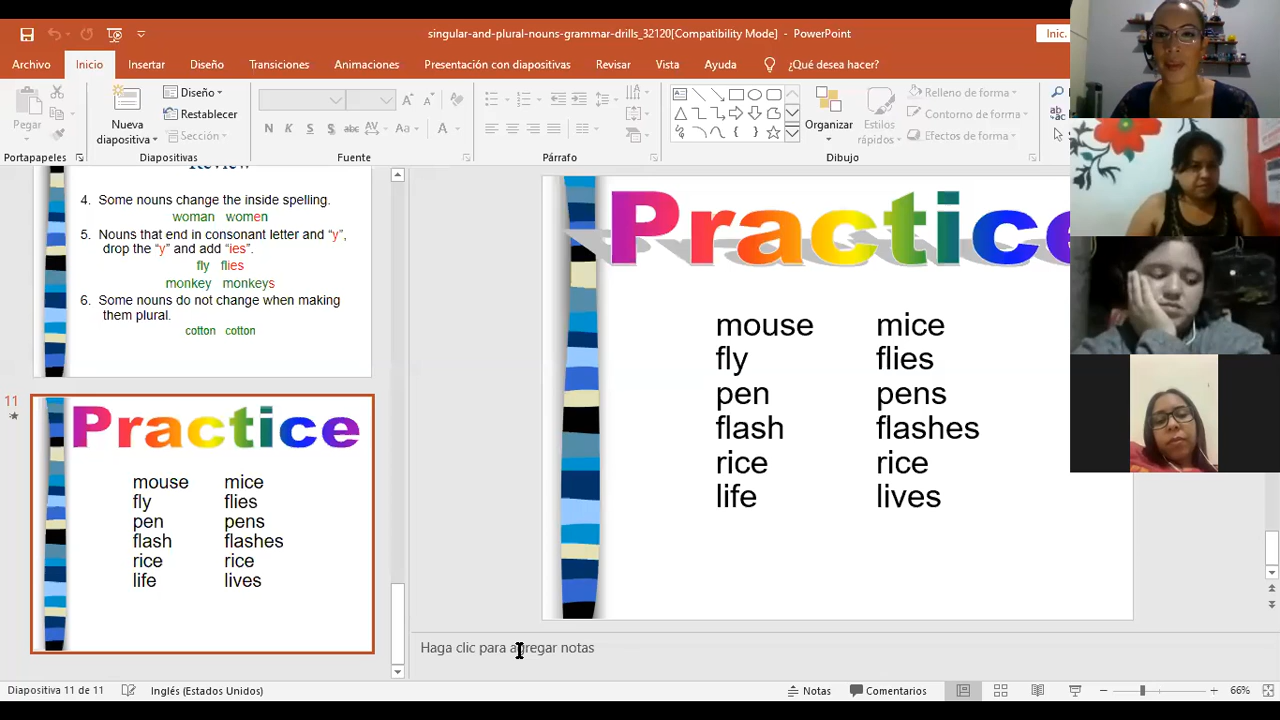 singular-and-plural-nouns-grammar-drills_32120[Compatibility Mode] - PowerPoint
Inic.
Archivo Inicio Insertar Diseño Transiciones Animaciones Presentación con diapositivas Revisar Vista Ayuda ¿Qué desea hacer?
Pegar
Nueva diapositiva
Diseño
Restablecer
Sección
N K S abc AV Aa A
Organizar
Estilos rápidos
Relleno de forma
Contorno de forma
Efectos de forma
Portapapeles Diapositivas Fuente Párrafo Dibujo
Review
4. Some nouns change the inside spelling.
woman women
5. Nouns that end in consonant letter and “y”,
drop the “y” and add “ies”.
fly flies
monkey monkeys
6. Some nouns do not change when making
them plural.
cotton cotton
11
Practice
mouse mice
fly flies
pen pens
flash flashes
rice rice
life lives
Practice
mouse mice
fly flies
pen pens
flash flashes
rice rice
life lives
Haga clic para agregar notas
Diapositiva 11 de 11 Inglés (Estados Unidos) Notas Comentarios 66%